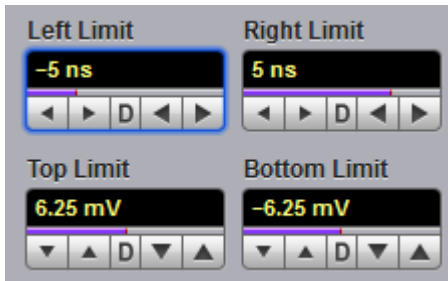 Left Limit Right Limit
−5 ns 5 ns
D D
Top Limit Bottom Limit
6.25 mV −6.25 mV
D D